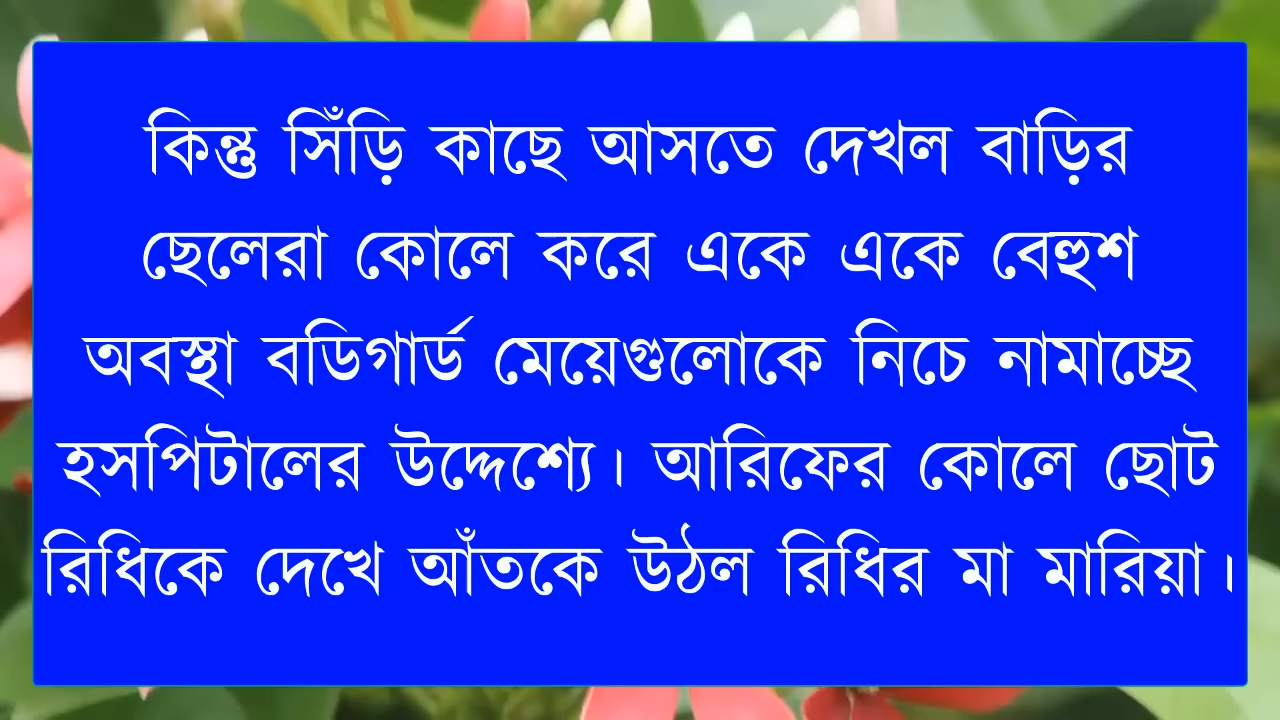 কিন্তু সিঁড়ি কাছে আসতে দেখল বাড়ির
ছেলেরা কোলে করে একে একে বেহুশ
অবস্থা বডিগার্ড মেয়েগুলোকে নিচে নামাচ্ছে
হসপিটালের উদ্দেশ্যে। আরিফের কোলে ছোট
রিধিকে দেখে আঁতকে উঠল রিধির মা মারিয়া।